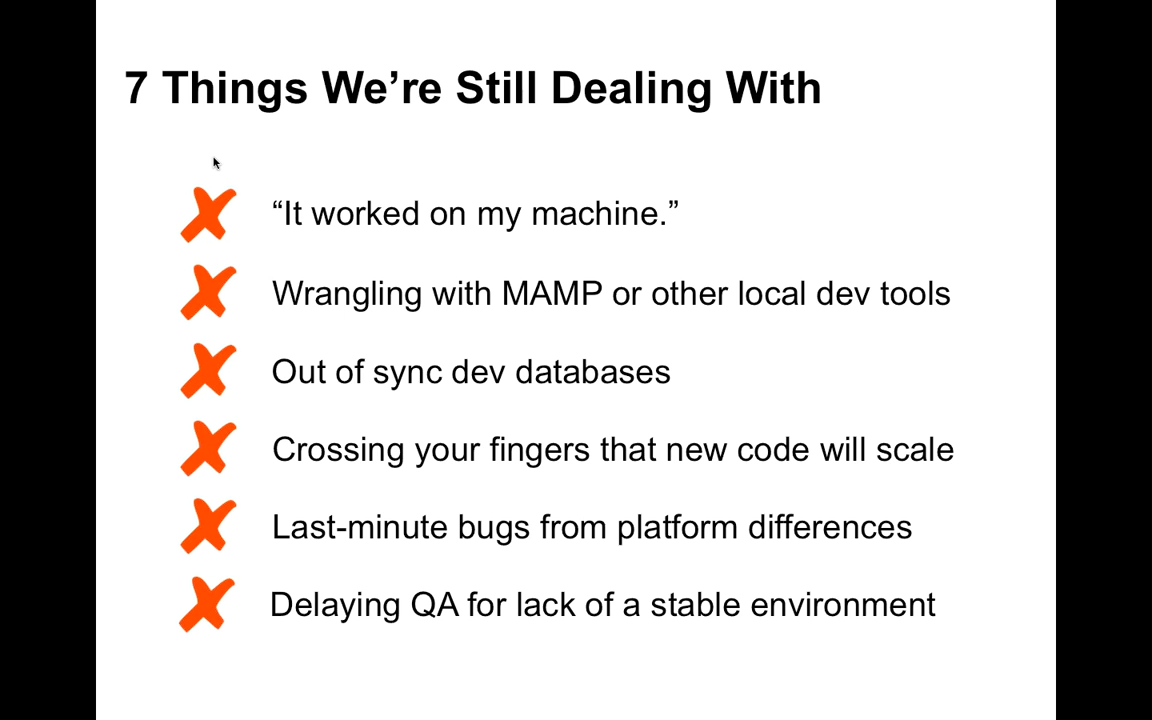 7 Things We’re Still Dealing With
“It worked on my machine.”
Wrangling with MAMP or other local dev tools
Out of sync dev databases
Crossing your fingers that new code will scale
Last-minute bugs from platform differences
Delaying QA for lack of a stable environment